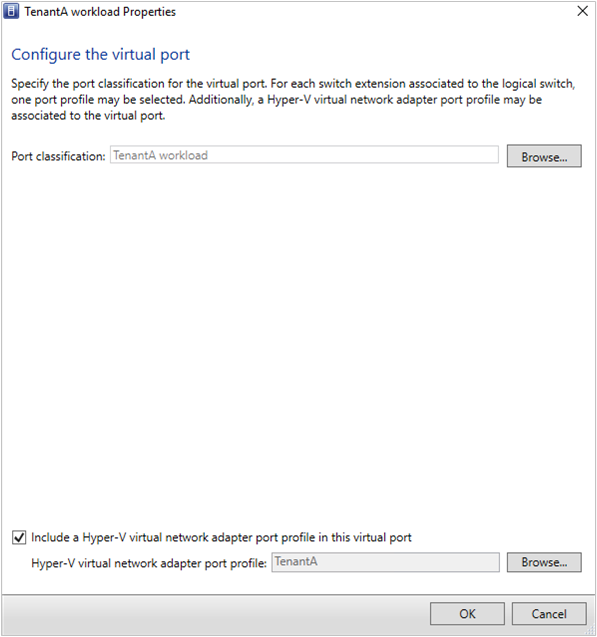 TenantA workload Properties
Configure the virtual port
Specify the port classification for the virtual port. For each switch extension associated to the logical switch,
one port profile may be selected. Additionally, a Hyper-V virtual network adapter port profile may be
associated to the virtual port.
Port classification: TenantA workload Browse...
Include a Hyper-V virtual network adapter port profile in this virtual port
Hyper-V virtual network adapter port profile: TenantA Browse...
OK Cancel